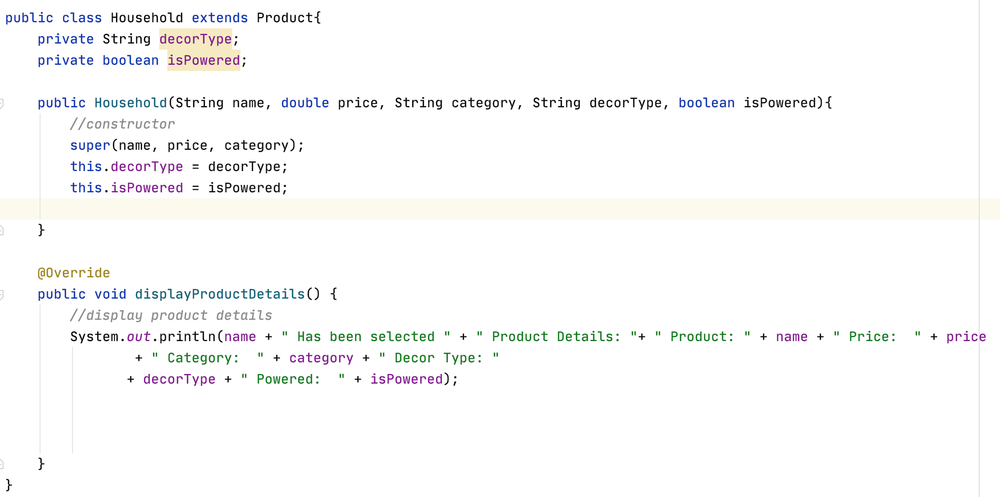 public class Household extends Product{
    private String decorType;
    private boolean isPowered;

    public Household(String name, double price, String category, String decorType, boolean isPowered){
        //constructor
        super(name, price, category);
        this.decorType = decorType;
        this.isPowered = isPowered;

    }

    @Override
    public void displayProductDetails() {
        //display product details
        System.out.println(name + " Has been selected " + " Product Details: "+ " Product: " + name + " Price:  " + price
                + " Category:  " + category + " Decor Type: "
               + decorType + " Powered:  " + isPowered);



    }
}